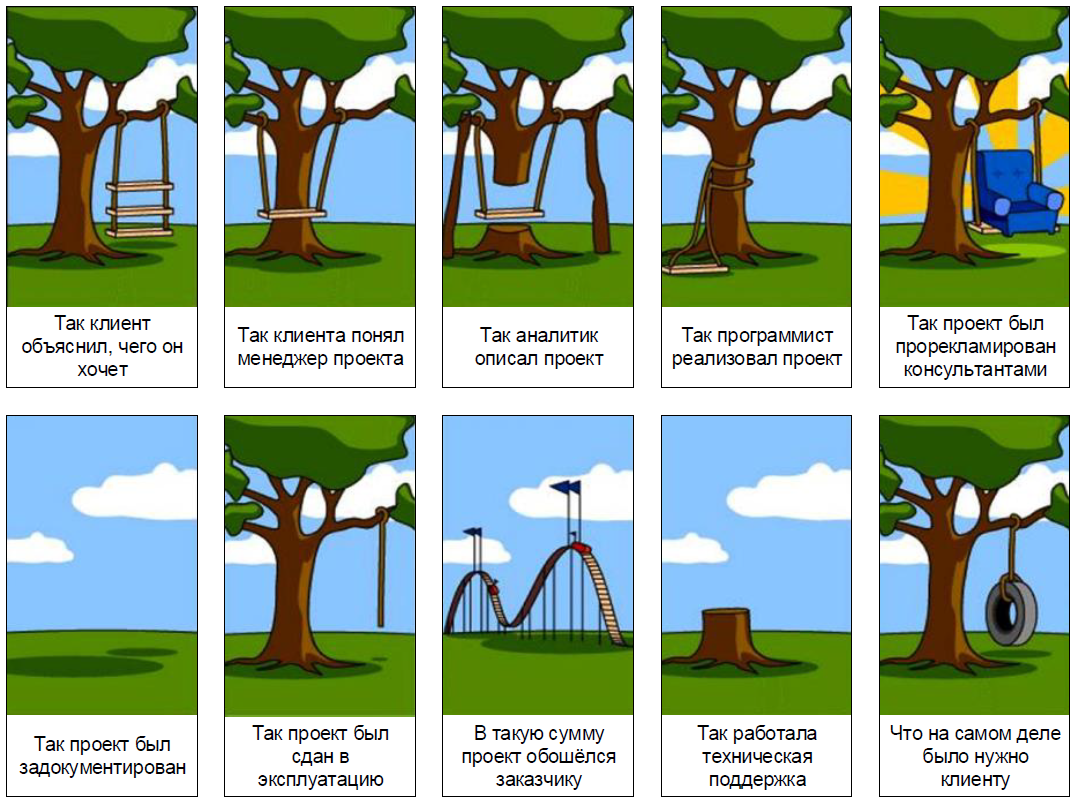 Так клиент
объяснил, чего он
хочет
Так клиента понял
менеджер проекта
Так аналитик
описал проект
Так программист
реализовал проект
Так проект был
прорекламирован
консультантами
Так проект был
задокументирован
Так проект был
сдан в
эксплуатацию
В такую сумму
проект обошёлся
заказчику
Так работала
техническая
поддержка
Что на самом деле
было нужно
клиенту